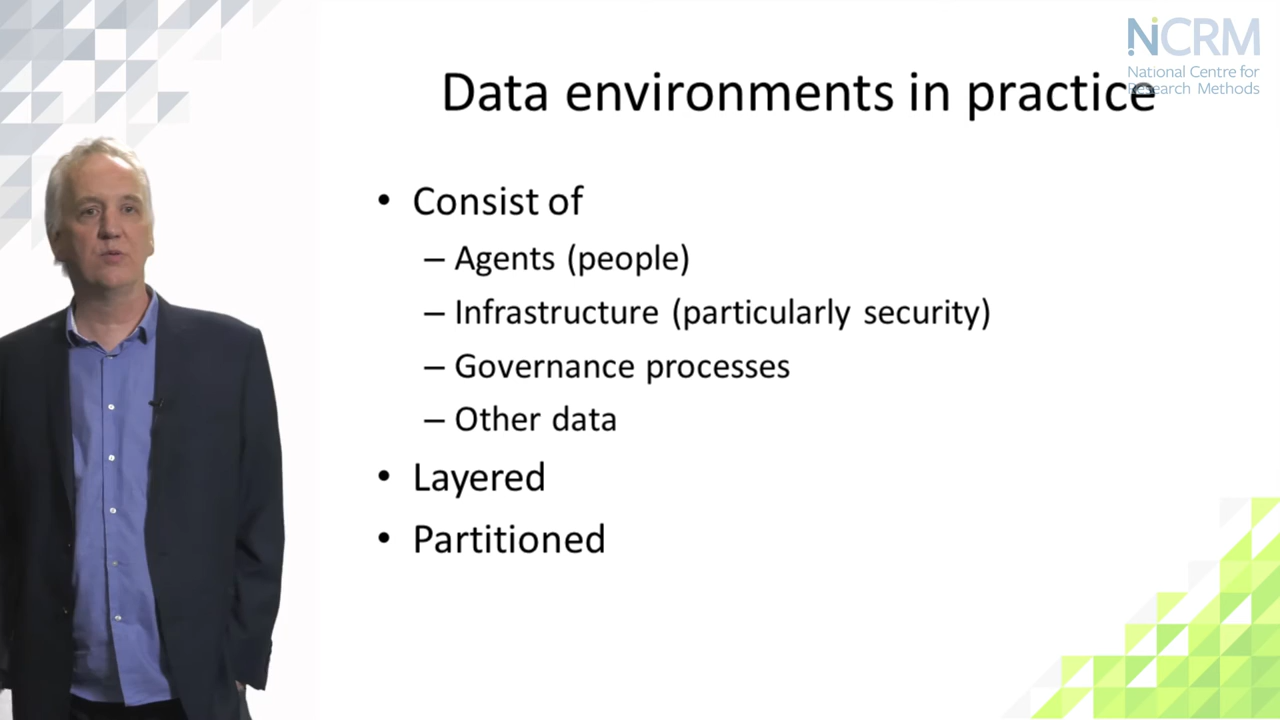 NCRM
National Centre for
Research Methods
Data environments in practice
• Consist of
– Agents (people)
– Infrastructure (particularly security)
– Governance processes
– Other data
• Layered
• Partitioned